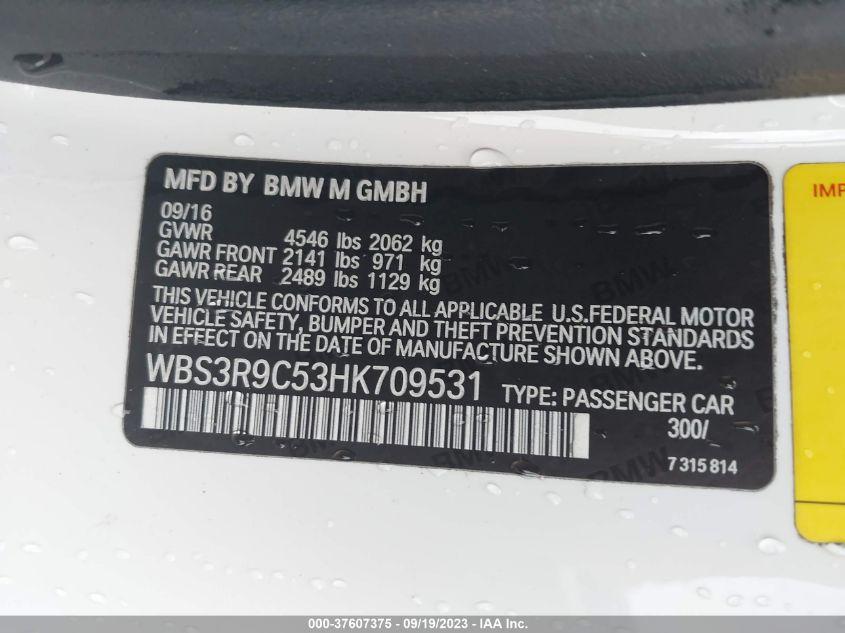 MFD BY BMW M GMBH
09/16
GVWR 4546 lbs 2062 kg
GAWR FRONT 2141 lbs 971 kg
GAWR REAR 2489 lbs 1129 kg
THIS VEHICLE CONFORMS TO ALL APPLICABLE U.S.FEDERAL MOTOR
VEHICLE SAFETY, BUMPER AND THEFT PREVENTION STANDARDS
IN EFFECT ON THE DATE OF MANUFACTURE SHOWN ABOVE.
WBS3R9C53HK709531 TYPE: PASSENGER CAR
300/
7 315 814
IMP
000-37607375 - 09/19/2023 - IAA Inc.